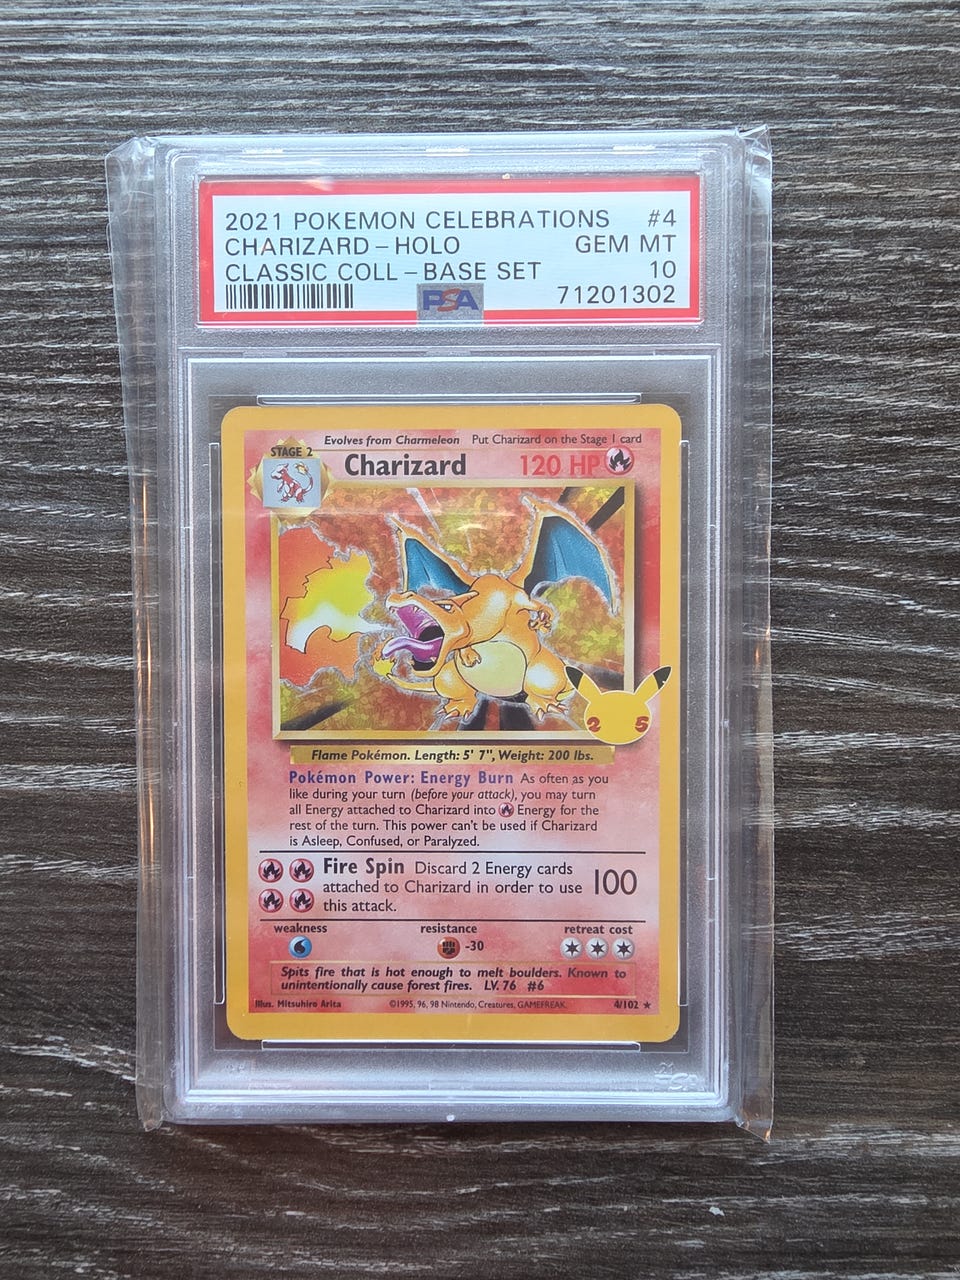 2021 POKEMON CELEBRATIONS #4
CHARIZARD - HOLO GEM MT
CLASSIC COLL - BASE SET 10
PSA 71201302
Evolves from Charmeleon Put Charizard on the Stage 1 card
STAGE 2
Charizard 120 HP
25
Flame Pokémon. Length: 5' 7", Weight: 200 lbs.
Pokémon Power: Energy Burn As often as you
like during your turn (before your attack), you may turn
all Energy attached to Charizard into Energy for the
rest of the turn. This power can't be used if Charizard
is Asleep, Confused, or Paralyzed.
Fire Spin Discard 2 Energy cards
attached to Charizard in order to use 100
this attack.
weakness resistance retreat cost
-30
Spits fire that is hot enough to melt boulders. Known to
unintentionally cause forest fires. LV. 76 #6
Illus. Mitsuhiro Arita ©1995, 96, 98 Nintendo, Creatures, GAMEFREAK. 4/102 ★